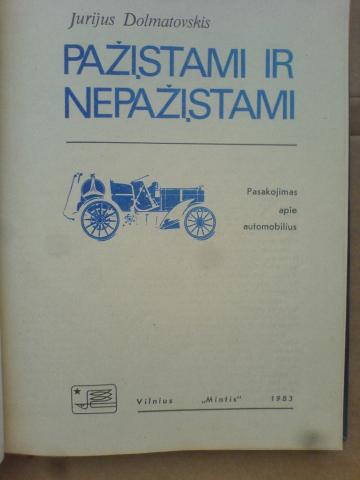 Jurijus Dolmatovskis
PAŽĮSTAMI IR
NEPAŽĮSTAMI
Pasakojimas
apie
automobilius
Vilnius „Mintis“ 1983